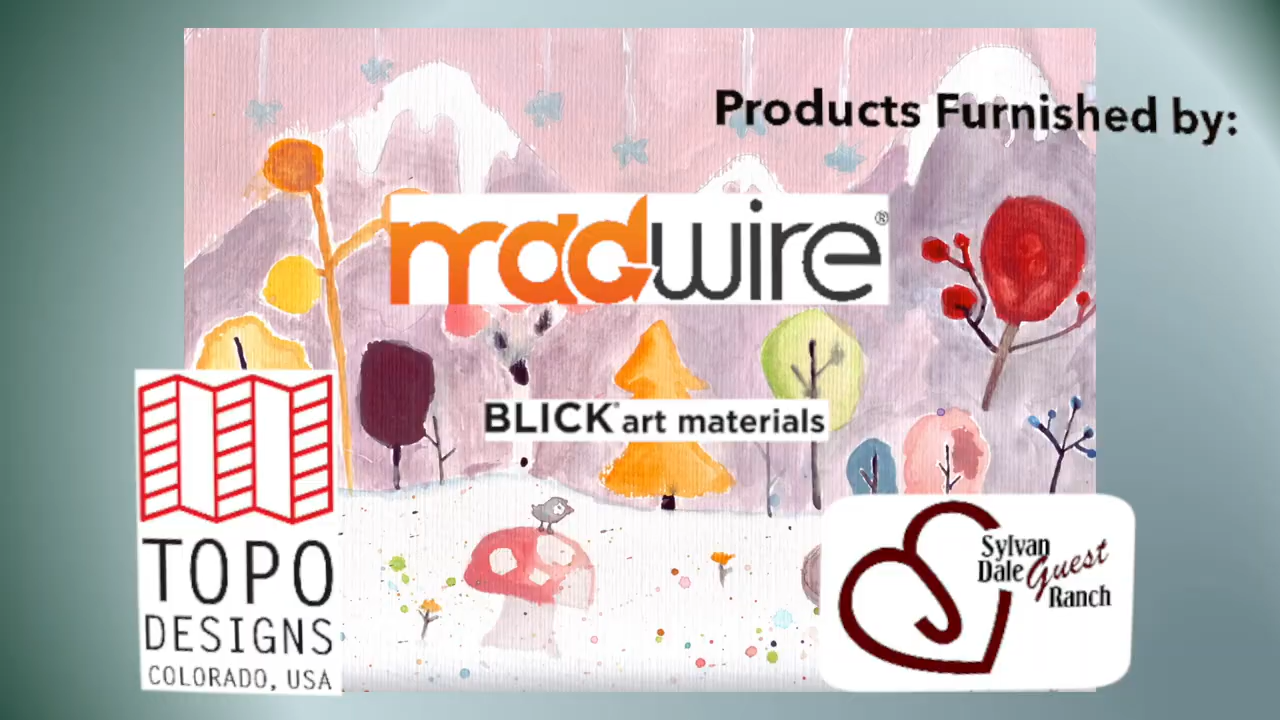 Products Furnished by:
madwire®
BLICK® art materials
TOPO
DESIGNS
COLORADO, USA
Sylvan
Dale Guest
Ranch